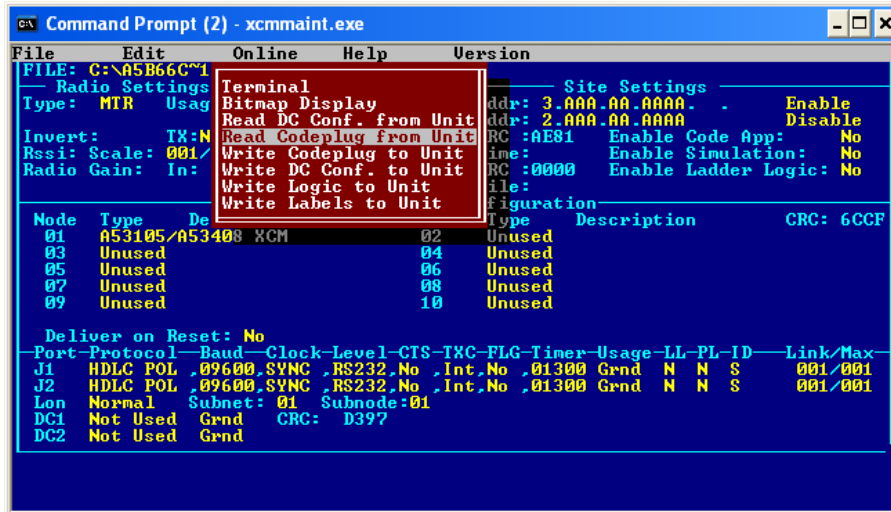 Command Prompt (2) - xcmmaint.exe
File Edit Online Help Version
FILE: C:\A5B66C~1
Radio Settings Site Settings
Type: MTR Usag ddr: 3.AAA.AA.AAAA. . Enable
ddr: 2.AAA.AA.AAAA Disable
Invert: TX:N RC :AE81 Enable Code App: No
Rssi: Scale: 001/ ime: Enable Simulation: No
Radio Gain: In: RC :0000 Enable Ladder Logic: No
ile:
Terminal
Bitmap Display
Read DC Conf. from Unit
Read Codeplug from Unit
Write Codeplug to Unit
Write DC Conf. to Unit
Write Logic to Unit
Write Labels to Unit
figuration
Node Type De Type Description CRC: 6CCF
01 A53105/A53408 XCM 02 Unused
03 Unused 04 Unused
05 Unused 06 Unused
07 Unused 08 Unused
09 Unused 10 Unused
Deliver on Reset: No
Port-Protocol—Baud—Clock-Level-CTS-TXC-FLG-Timer-Usage-LL-PL-ID—Link/Max
J1 HDLC POL ,09600,SYNC ,RS232,No ,Int,No ,01300 Grnd N N S 001/001
J2 HDLC POL ,09600,SYNC ,RS232,No ,Int,No ,01300 Grnd N N S 001/001
Lon Normal Subnet: 01 Subnode:01
DC1 Not Used Grnd CRC: D397
DC2 Not Used Grnd